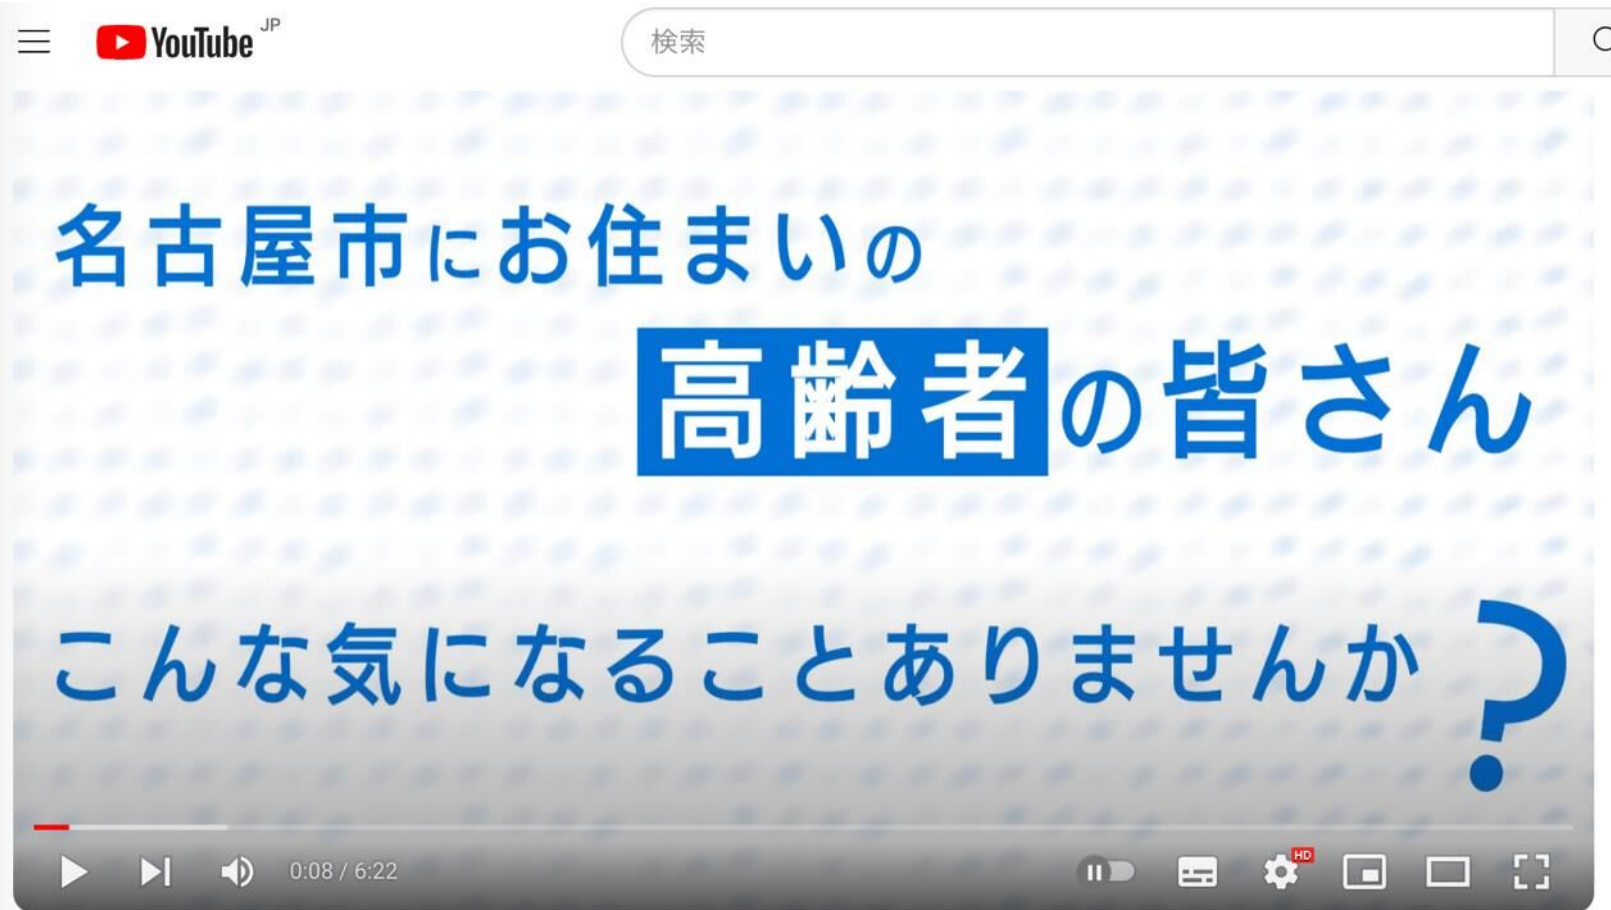 YouTube JP
検索
名古屋市にお住まいの
高齢者の皆さん
こんな気になることありませんか?
0:08 / 6:22
HD